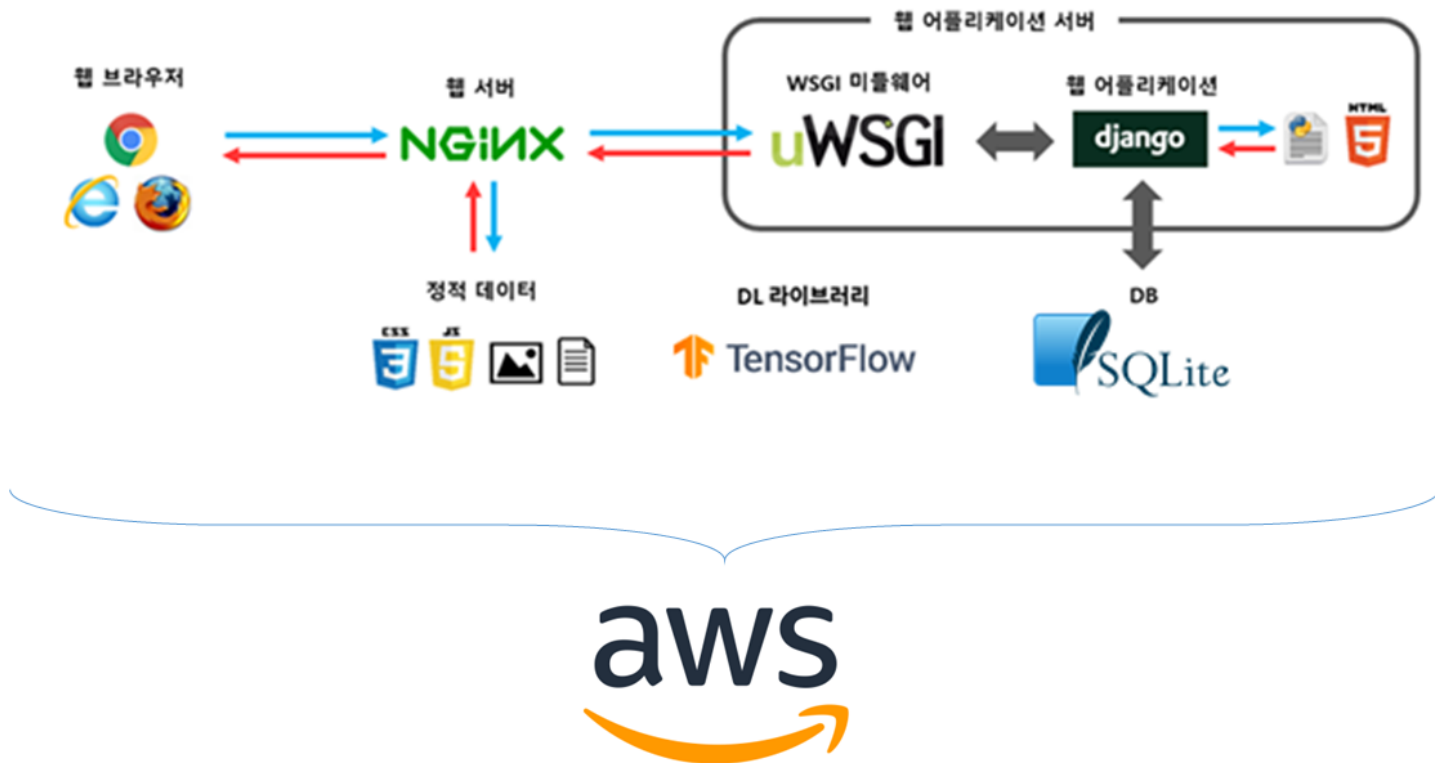 웹 어플리케이션 서버
웹 브라우저
웹 서버
WSGI 미들웨어
웹 어플리케이션
NGiNX
uWSGI
django
HTML
5
정적 데이터
DL 라이브러리
DB
CSS
3
JS
5
TensorFlow
SQLite
aws